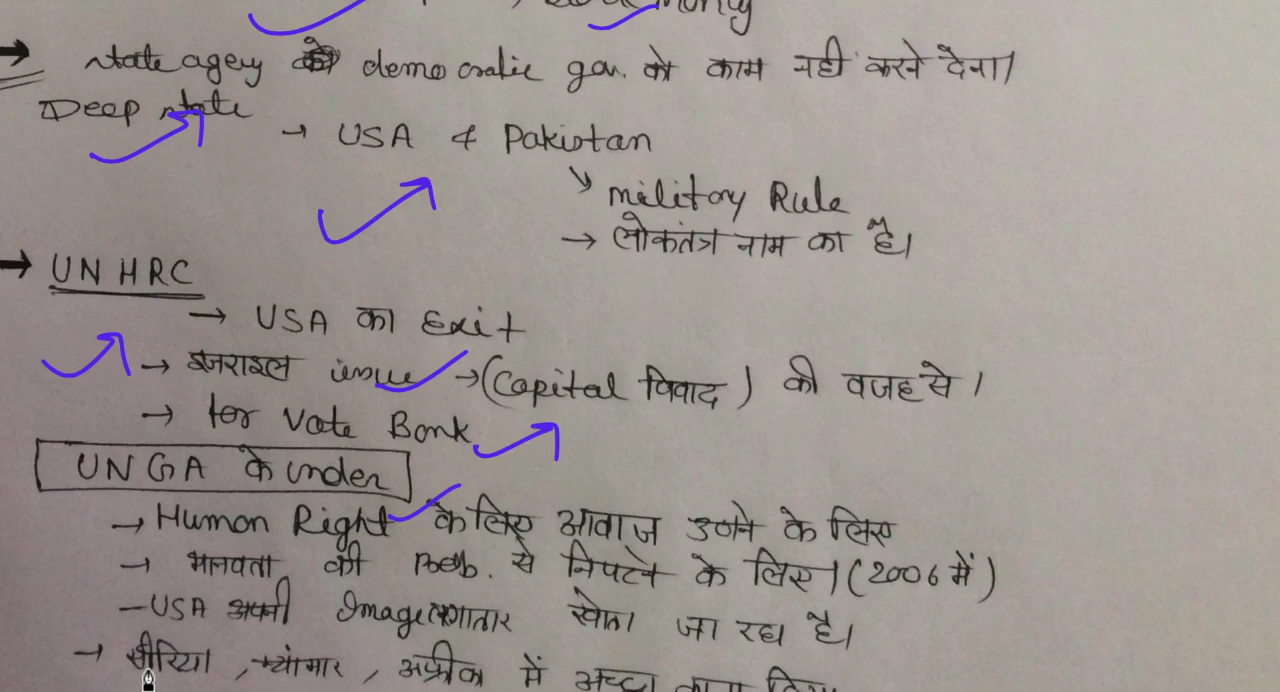 → state agency democratic gov. को काम नही करने देना।
Deep state
→ USA & Pakistan
military Rule
→ लोकतंत्र नाम का है।
→ UNHRC
→ USA का Exit
→ इजराइल issue → (Capital विवाद) की वजह से।
→ for Vote Bank
UNGA के under
→ Human Right के लिए आवाज उठाने के लिए
→ मानवता की Prob. से निपटने के लिए। (2006 में)
– USA अपनी Image लगातार खोता जा रहा है।
→ सीरिया, म्यांमार, अफ्रीका में अच्छा काम किया